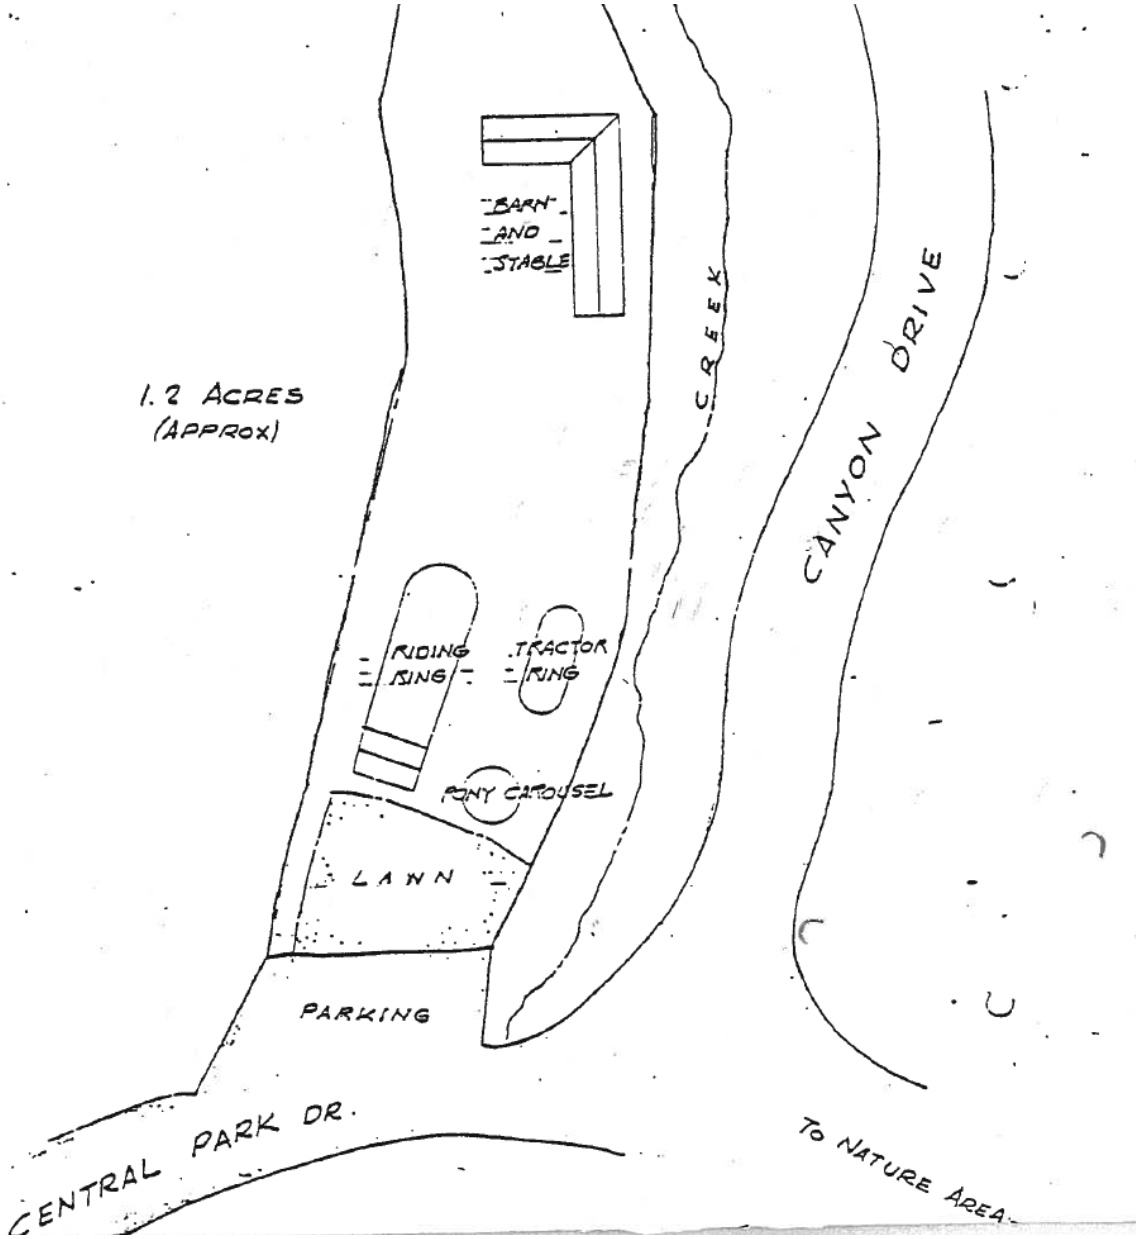 BARN
AND
STABLE
CREEK
CANYON DRIVE
1.2 ACRES
(APPROX)
RIDING
RING
TRACTOR
RING
PONY CAROUSEL
LAWN
PARKING
CENTRAL PARK DR.
TO NATURE AREA